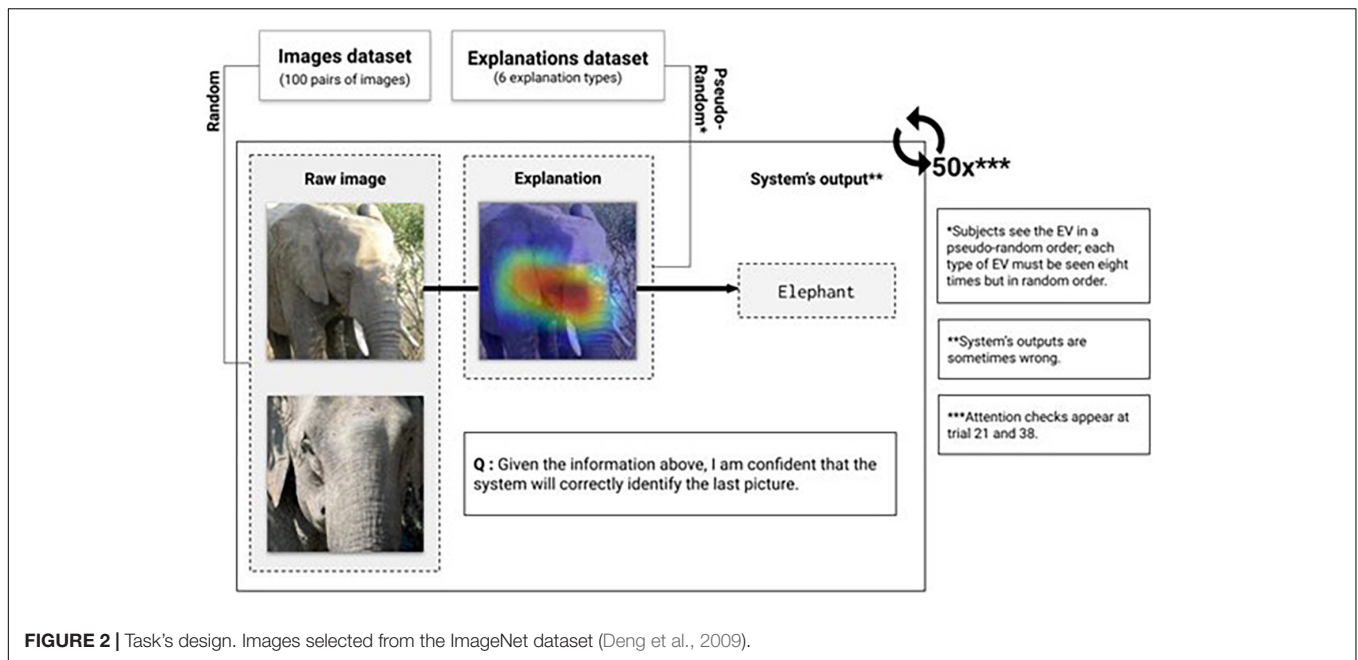 Images dataset
(100 pairs of images)
Explanations dataset
(6 explanation types)
Random
Pseudo-
Random*
50x***
Raw image
Explanation
System's output**
Elephant
*Subjects see the EV in a
pseudo-random order; each
type of EV must be seen eight
times but in random order.
**System's outputs are
sometimes wrong.
***Attention checks appear at
trial 21 and 38.
Q : Given the information above, I am confident that the
system will correctly identify the last picture.
FIGURE 2 | Task's design. Images selected from the ImageNet dataset (Deng et al., 2009).